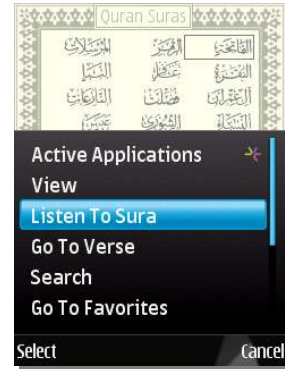 Quran Suras
الفاتحة الزمر المرسلات
البقرة غافر النبإ
آل عمران فصلت النازعات
النساء الشورى عبس
Active Applications
View
Listen To Sura
Go To Verse
Search
Go To Favorites
Select Cancel